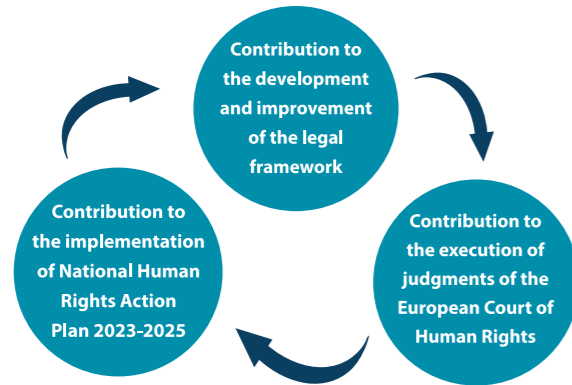 Contribution to
the development
and improvement
of the legal
framework
Contribution to
the execution of
judgments of the
European Court of
Human Rights
Contribution to
the implementation
of National Human
Rights Action
Plan 2023-2025